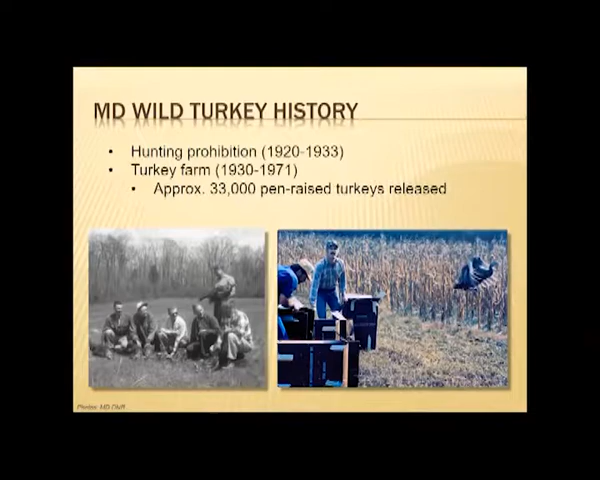 MD WILD TURKEY HISTORY
• Hunting prohibition (1920-1933)
• Turkey farm (1930-1971)
• Approx. 33,000 pen-raised turkeys released
Photos: MD DNR